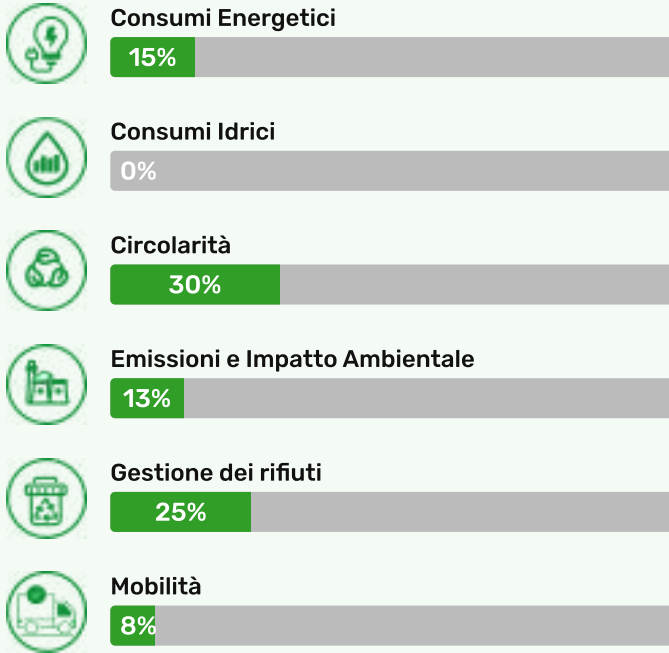 Consumi Energetici
15%
Consumi Idrici
0%
Circolarità
30%
Emissioni e Impatto Ambientale
13%
Gestione dei rifiuti
25%
Mobilità
8%